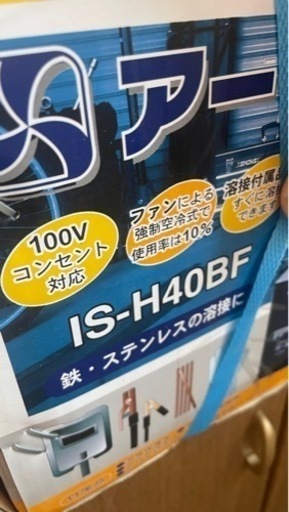 アー
100V
コンセント
対応
ファンによる
強制空冷式で
使用率は10%
溶接付属品
すぐに溶
できます
IS-H40BF
鉄・ステンレスの溶接に